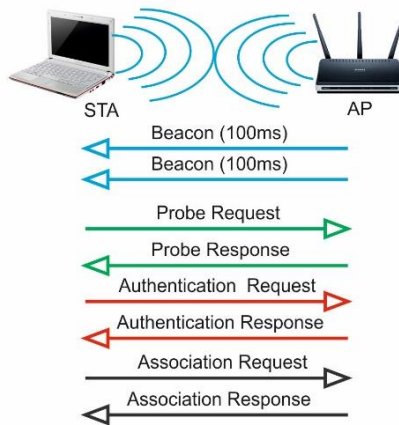 STA
AP
Beacon (100ms)
Beacon (100ms)
Probe Request
Probe Response
Authentication Request
Authentication Response
Association Request
Association Response